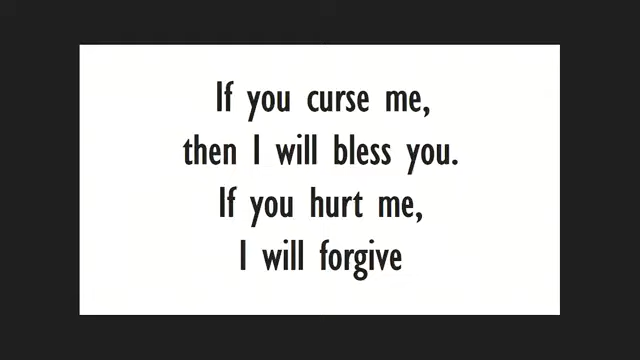 If you curse me,
then I will bless you.
If you hurt me,
I will forgive